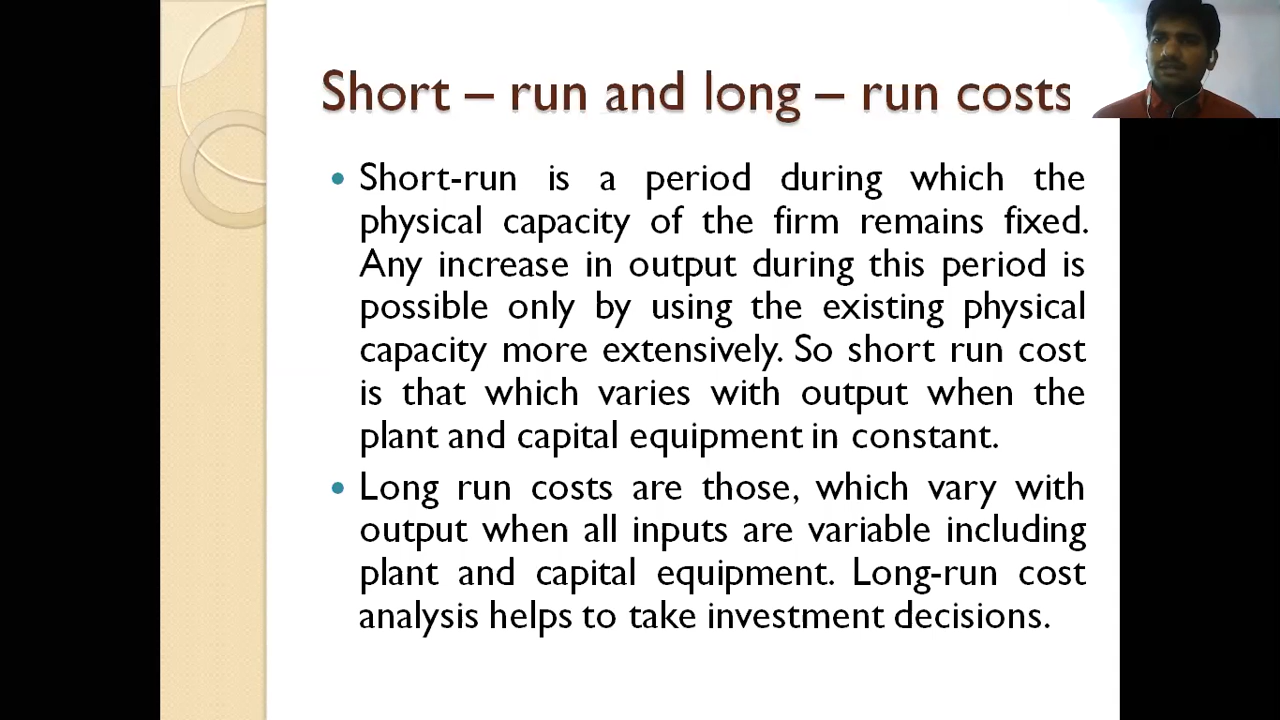 Short – run and long – run costs
• Short-run is a period during which the
physical capacity of the firm remains fixed.
Any increase in output during this period is
possible only by using the existing physical
capacity more extensively. So short run cost
is that which varies with output when the
plant and capital equipment in constant.
• Long run costs are those, which vary with
output when all inputs are variable including
plant and capital equipment. Long-run cost
analysis helps to take investment decisions.